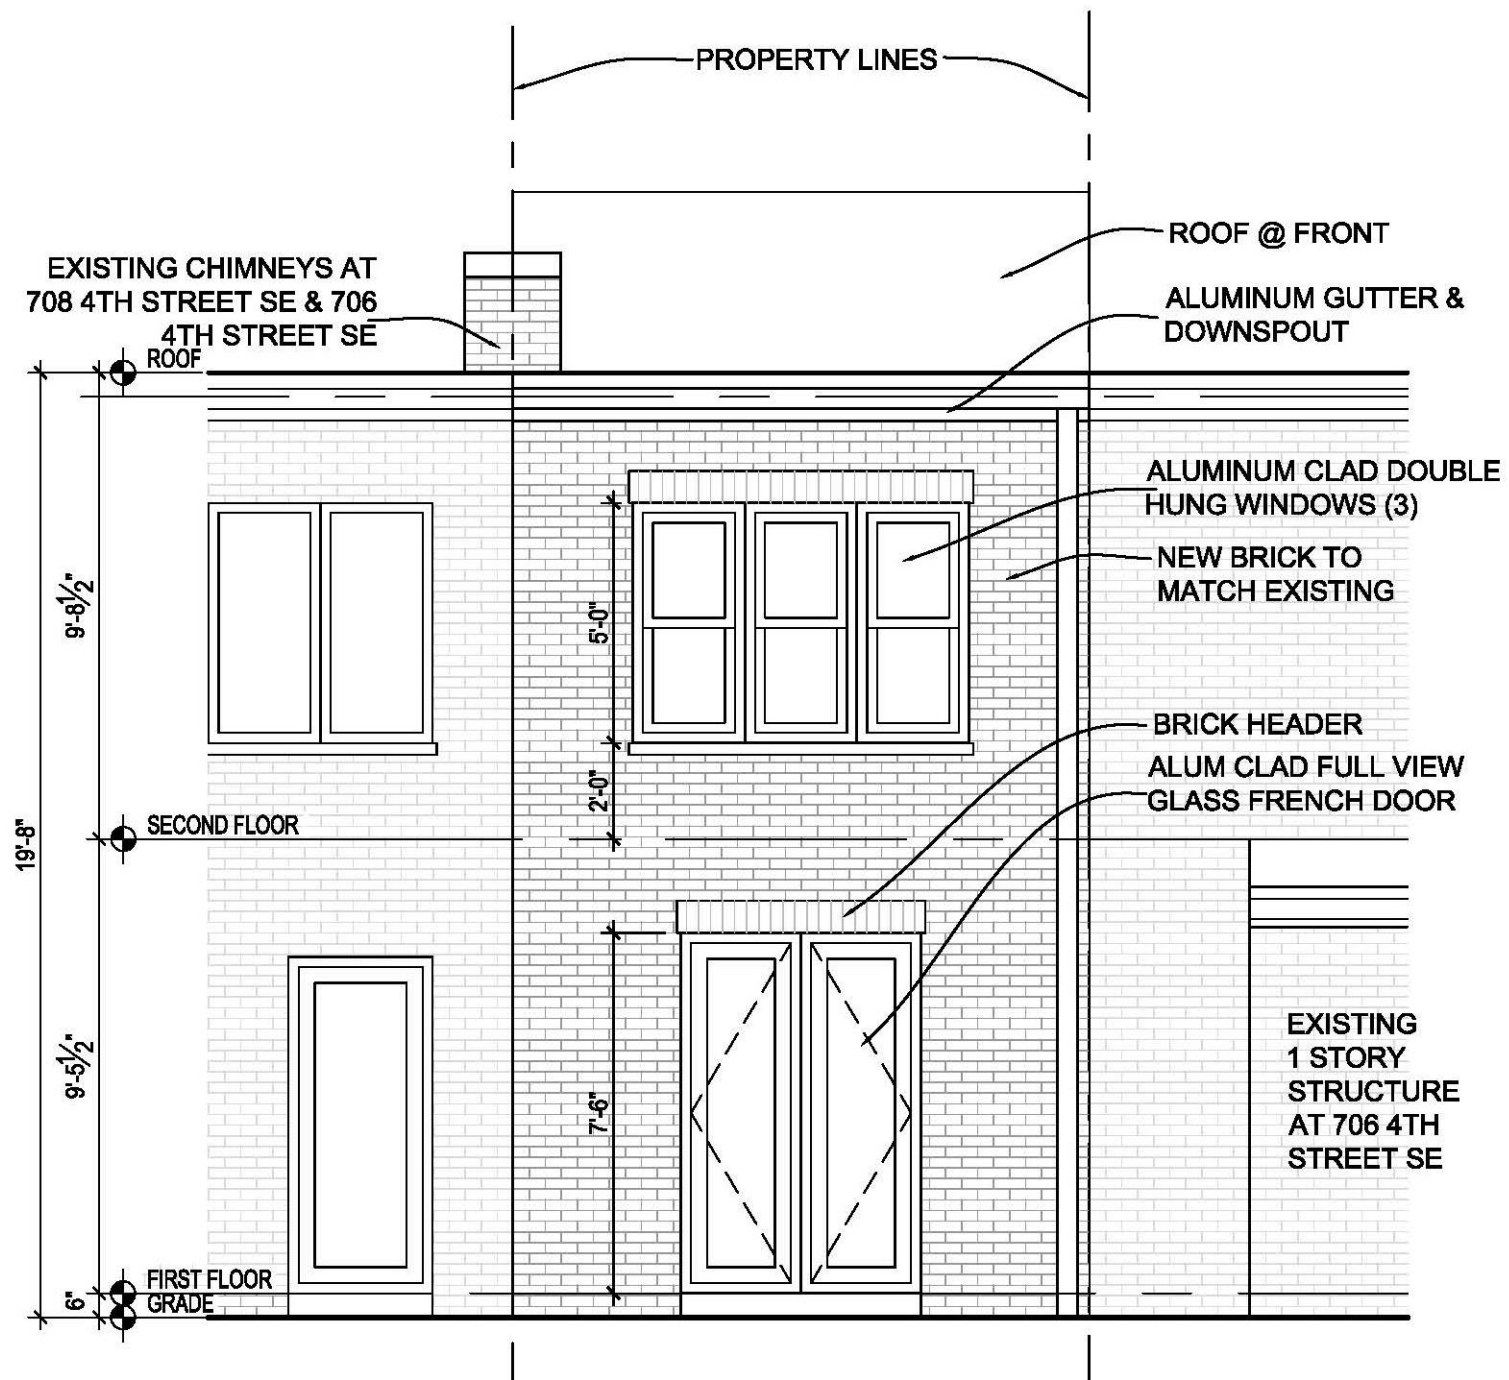 PROPERTY LINES
ROOF @ FRONT
EXISTING CHIMNEYS AT
708 4TH STREET SE & 706
4TH STREET SE
ALUMINUM GUTTER &
DOWNSPOUT
ROOF
ALUMINUM CLAD DOUBLE
HUNG WINDOWS (3)
NEW BRICK TO
MATCH EXISTING
9'-8½"
5'-0"
BRICK HEADER
ALUM CLAD FULL VIEW
GLASS FRENCH DOOR
2'-0"
SECOND FLOOR
19'-8"
9'-5½"
7'-6"
EXISTING
1 STORY
STRUCTURE
AT 706 4TH
STREET SE
FIRST FLOOR
6"
GRADE